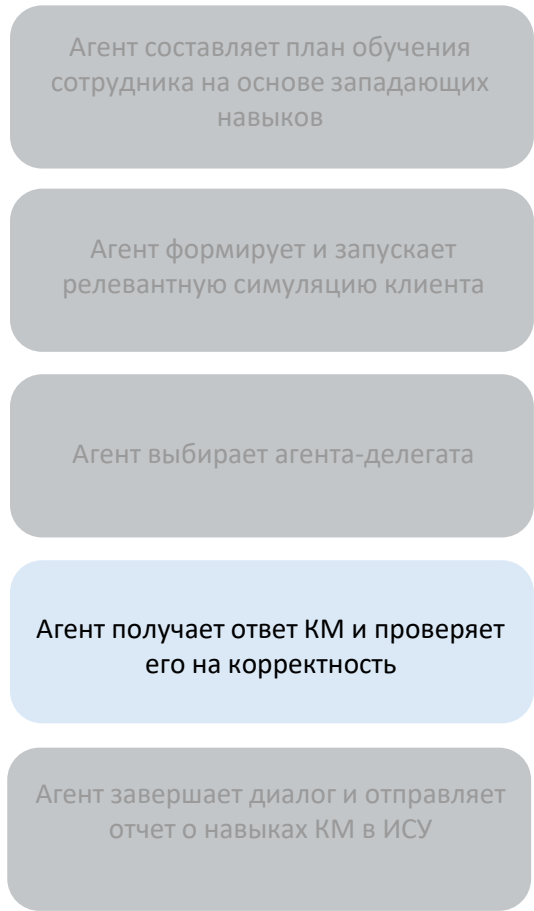 Агент составляет план обучения
сотрудника на основе западающих
навыков
Агент формирует и запускает
релевантную симуляцию клиента
Агент выбирает агента-делегата
Агент получает ответ КМ и проверяет
его на корректность
Агент завершает диалог и отправляет
отчет о навыках КМ в ИСУ